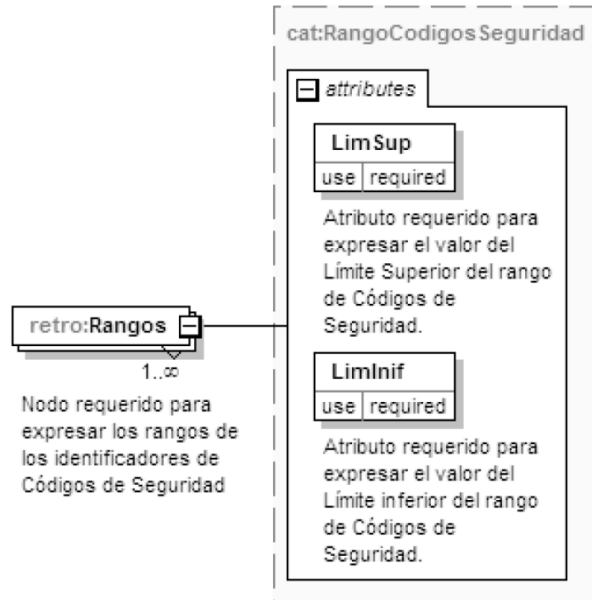 cat:RangoCodigosSeguridad
attributes
LimSup
use required
Atributo requerido para
expresar el valor del
Límite Superior del rango
de Códigos de
Seguridad.
retro:Rangos
1..∞
Nodo requerido para
expresar los rangos de
los identificadores de
Códigos de Seguridad
LimInif
use required
Atributo requerido para
expresar el valor del
Límite inferior del rango
de Códigos de
Seguridad.